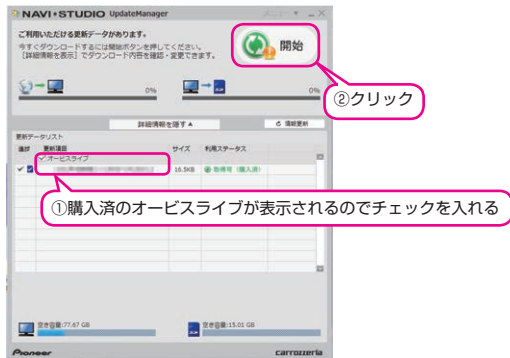 NAVI•STUDIO UpdateManager
ご利用いただける更新データがあります。
今すぐダウンロードするには開始ボタンを押してください。
[詳細情報を表示]でダウンロード内容を確認・変更できます。
開始
②クリック
0%
0%
詳細情報を隠す▲
情報更新
更新データリスト
選択 更新項目 サイズ 利用ステータス
オービスライブ
16.5KB 取得可（購入済）
①購入済のオービスライブが表示されるのでチェックを入れる
空き容量:77.67 GB
空き容量:15.01 GB
Pioneer
carrozzeria